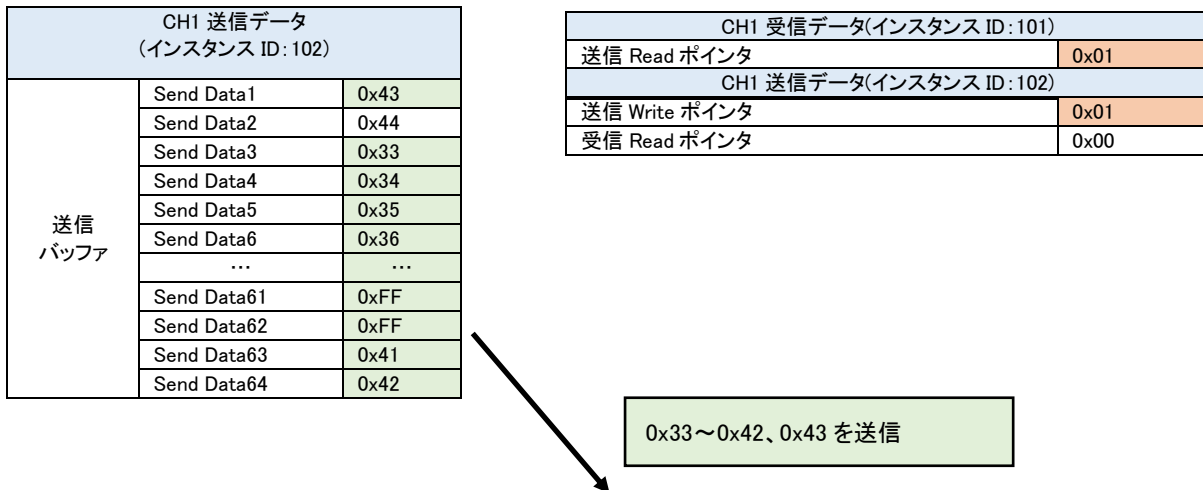 CH1 送信データ
(インスタンス ID：102)
送信
バッファ
Send Data1 0x43
Send Data2 0x44
Send Data3 0x33
Send Data4 0x34
Send Data5 0x35
Send Data6 0x36
… …
Send Data61 0xFF
Send Data62 0xFF
Send Data63 0x41
Send Data64 0x42
CH1 受信データ(インスタンス ID：101)
送信 Read ポインタ 0x01
CH1 送信データ(インスタンス ID：102)
送信 Write ポインタ 0x01
受信 Read ポインタ 0x00
0x33～0x42、0x43 を送信